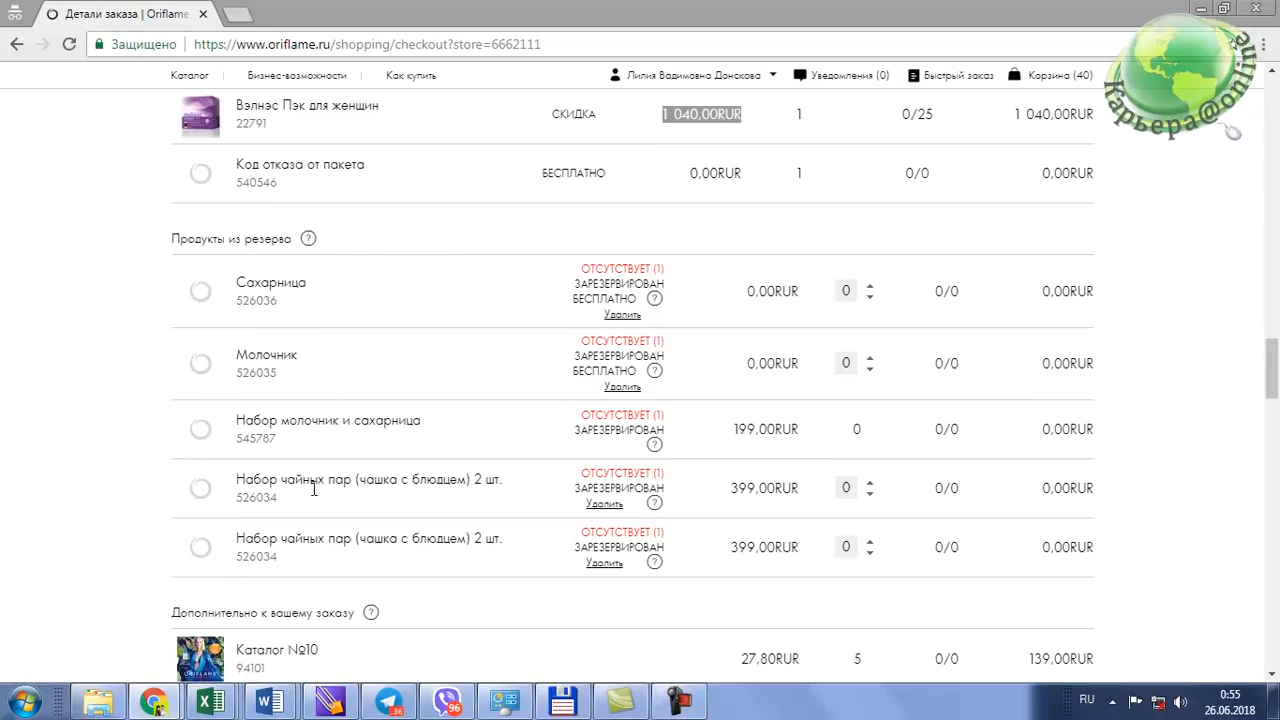 Детали заказа | Oriflame
Защищено
https://www.oriflame.ru/shopping/checkout?store=6662111
Каталог Бизнес-возможности Как купить Лилия Вадимовна Донскова Уведомления (0) Быстрый заказ Корзина (40)
Карьера@online
Вэлнэс Пэк для женщин
22791
СКИДКА 1 040,00RUR 1 0/25 1 040,00RUR
Код отказа от пакета
540546
БЕСПЛАТНО 0,00RUR 1 0/0 0,00RUR
Продукты из резерва ?
Сахарница
526036
ОТСУТСТВУЕТ (1)
ЗАРЕЗЕРВИРОВАН
БЕСПЛАТНО ?
Удалить
0,00RUR 0 0/0 0,00RUR
Молочник
526035
ОТСУТСТВУЕТ (1)
ЗАРЕЗЕРВИРОВАН
БЕСПЛАТНО ?
Удалить
0,00RUR 0 0/0 0,00RUR
Набор молочник и сахарница
545787
ОТСУТСТВУЕТ (1)
ЗАРЕЗЕРВИРОВАН
?
199,00RUR 0 0/0 0,00RUR
Набор чайных пар (чашка с блюдцем) 2 шт.
526034
ОТСУТСТВУЕТ (1)
ЗАРЕЗЕРВИРОВАН
Удалить ?
399,00RUR 0 0/0 0,00RUR
Набор чайных пар (чашка с блюдцем) 2 шт.
526034
ОТСУТСТВУЕТ (1)
ЗАРЕЗЕРВИРОВАН
Удалить ?
399,00RUR 0 0/0 0,00RUR
Дополнительно к вашему заказу ?
Каталог №10
94101
27,80RUR 5 0/0 139,00RUR
ORIFLAME
36
96
RU
0:55
26.06.2018